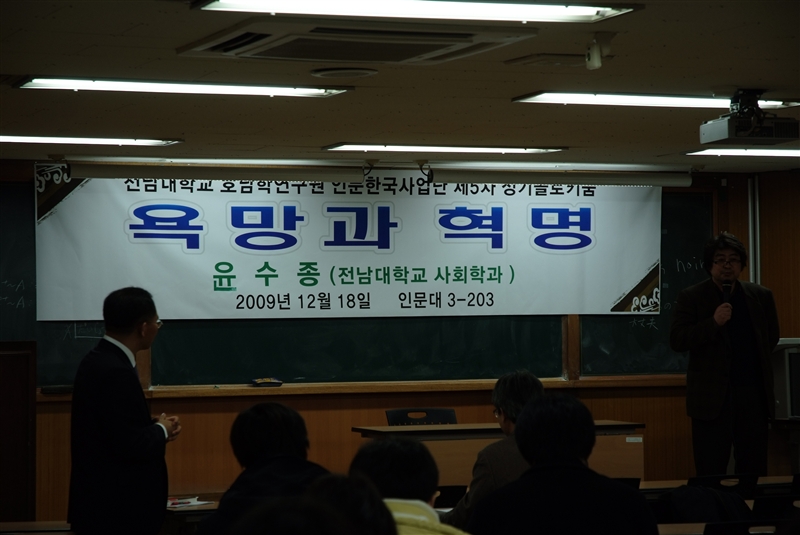 전남대학교 호남학연구원 인문한국사업단 제5차 정기콜로키움
욕망과 혁명
윤수종 (전남대학교 사회학과)
2009년 12월 18일 인문대 3-203